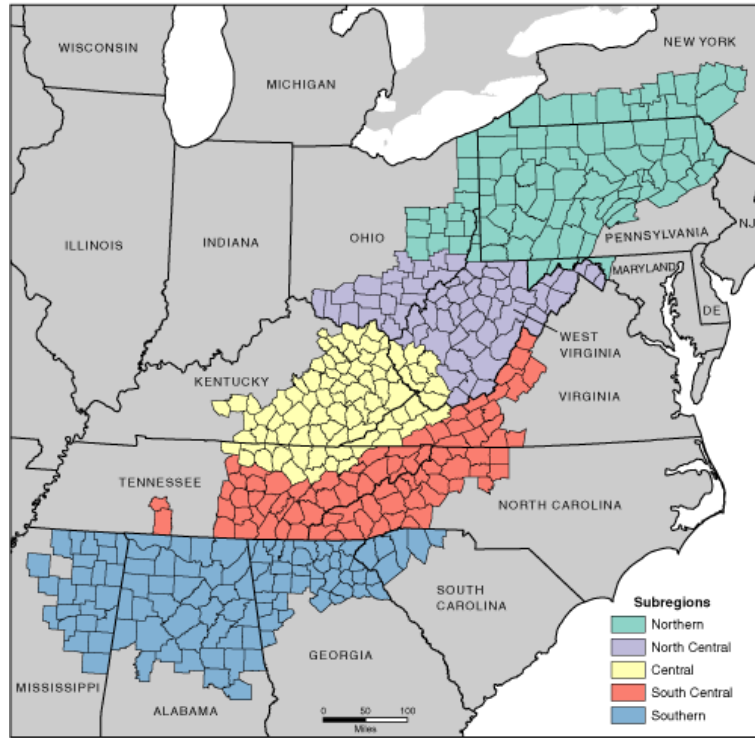 WISCONSIN
NEW YORK
MICHIGAN
OHIO
PENNSYLVANIA
NJ
ILLINOIS
INDIANA
MARYLAND
DE
WEST
VIRGINIA
KENTUCKY
VIRGINIA
TENNESSEE
NORTH CAROLINA
SOUTH
CAROLINA
GEORGIA
MISSISSIPPI
ALABAMA
0 50 100
Miles
Subregions
Northern
North Central
Central
South Central
Southern